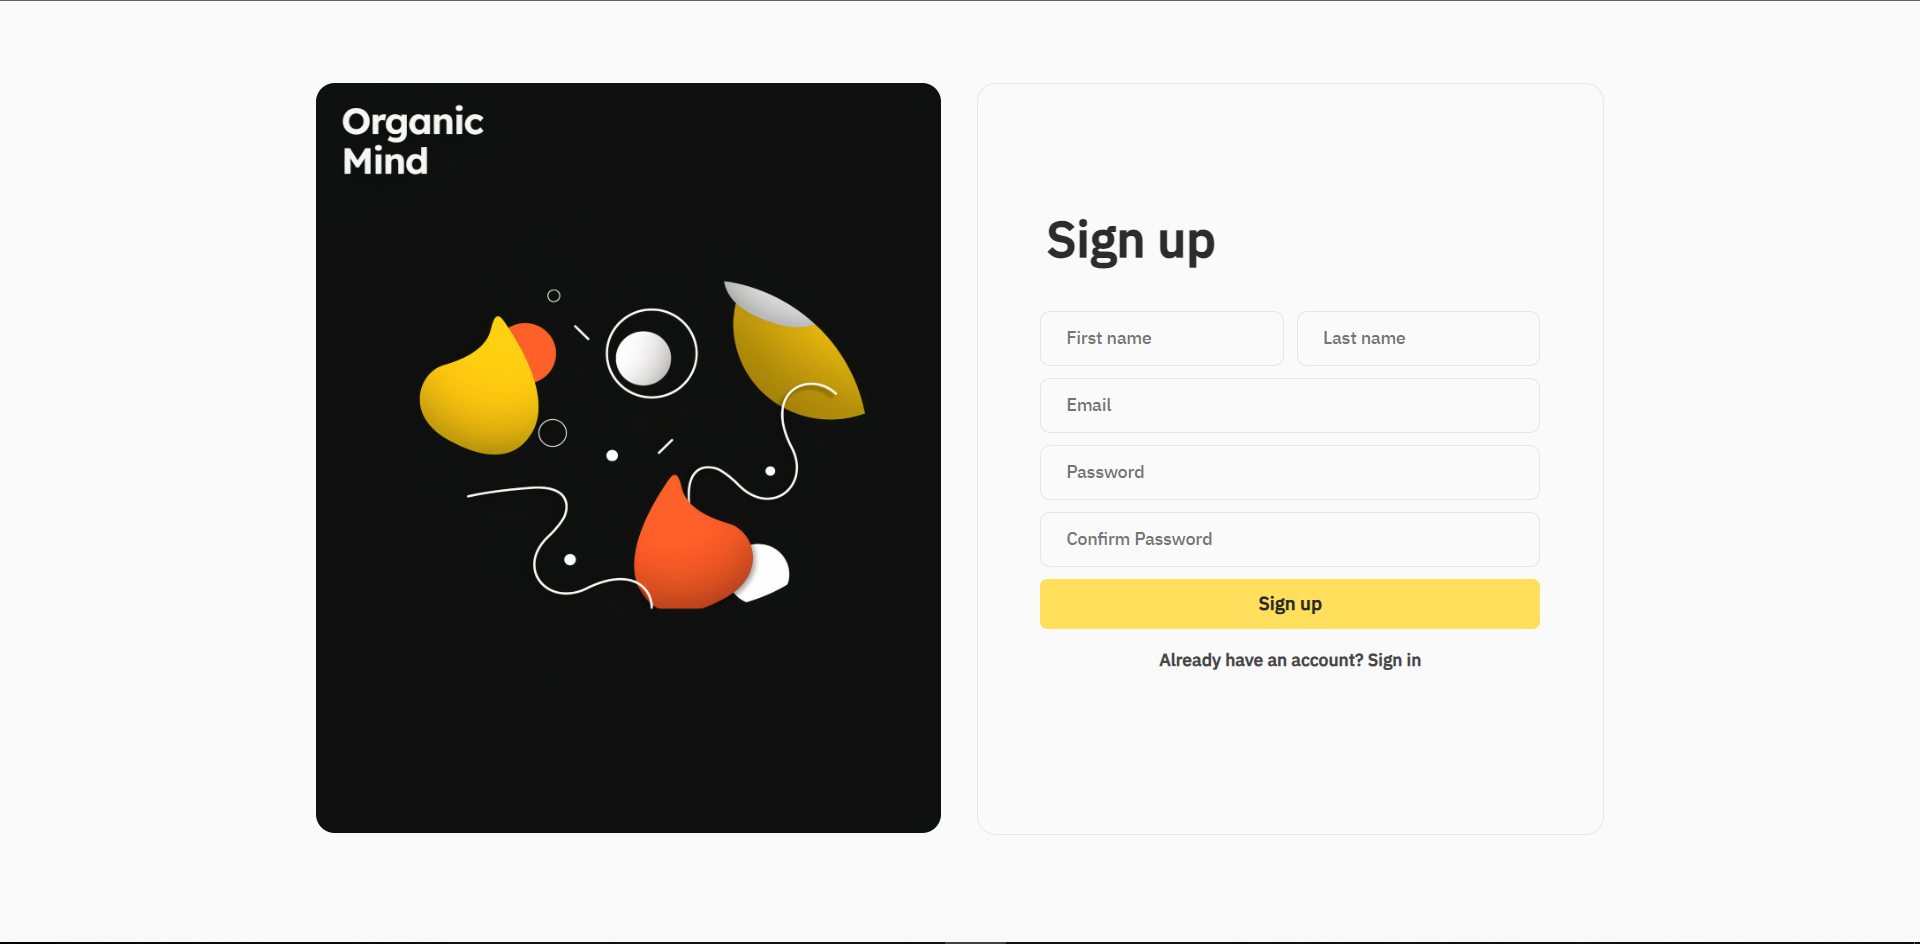 Organic
Mind
Sign up
First name
Last name
Email
Password
Confirm Password
Sign up
Already have an account? Sign in